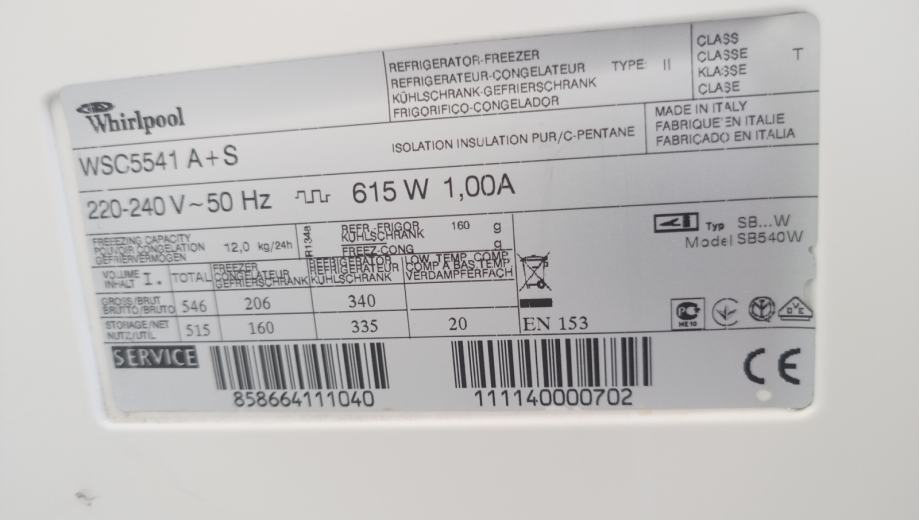 Whirlpool
REFRIGERATOR-FREEZER
REFRIGERATEUR-CONGELATEUR
KÜHLSCHRANK-GEFRIERSCHRANK
FRIGORIFICO-CONGELADOR
TYPE II
CLASS
CLASSE
KLASSE
CLASE
T
WSC5541 A+S
ISOLATION INSULATION PUR/C-PENTANE
MADE IN ITALY
FABRIQUE'EN ITALIE
FABRICADO EN ITALIA
220-240 V ~ 50 Hz 615 W 1,00A
FREEZING CAPACITY
POUVOIR CONGELATION
GEFRIERVERMÖGEN
12,0 kg/24h
R134a
REFR-FRIGOR
KÜHLSCHRANK
160 g
FREEZ-CONG
g
Typ SB...W
Model SB540W
VOLUME
INHALT
l.
TOTAL
FREEZER
CONGELATEUR
GEFRIERSCHRANK
REFRIGERATOR
REFRIGERATEUR
KÜHLSCHRANK
LOW TEMP. COMP.
COMP A BAS TEMP.
VERDAMPFERFACH
GROSS/BRUT
BRUTTO/BRUTO
546 206 340
STORAGE/NET
NUTZ/UTIL
515 160 335 20
EN 153
PC
ME10
OVE
SERVICE
858664111040
111140000702
CE